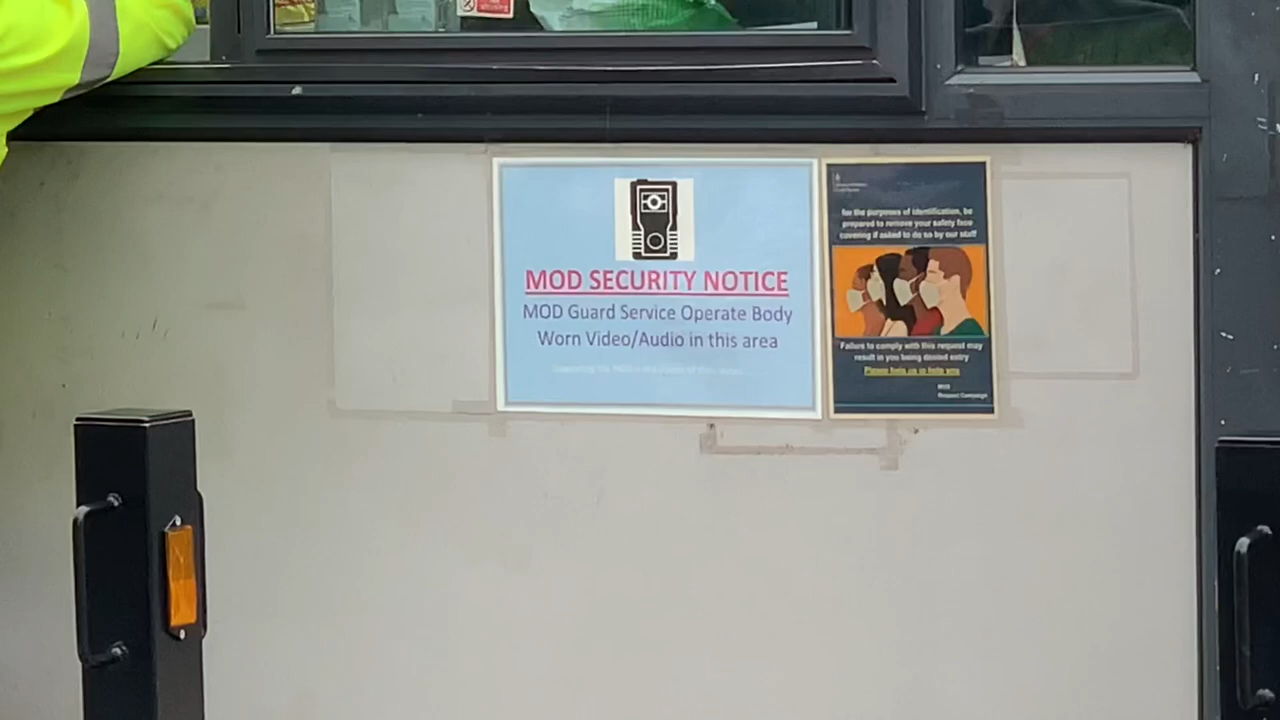 MOD SECURITY NOTICE
MOD Guard Service Operate Body
Worn Video/Audio in this area
for the purposes of identification, be
prepared to remove your safety face
covering if asked to do so by our staff
Failure to comply with this request may
result in you being denied entry
Please help us to help you
Request Campaign